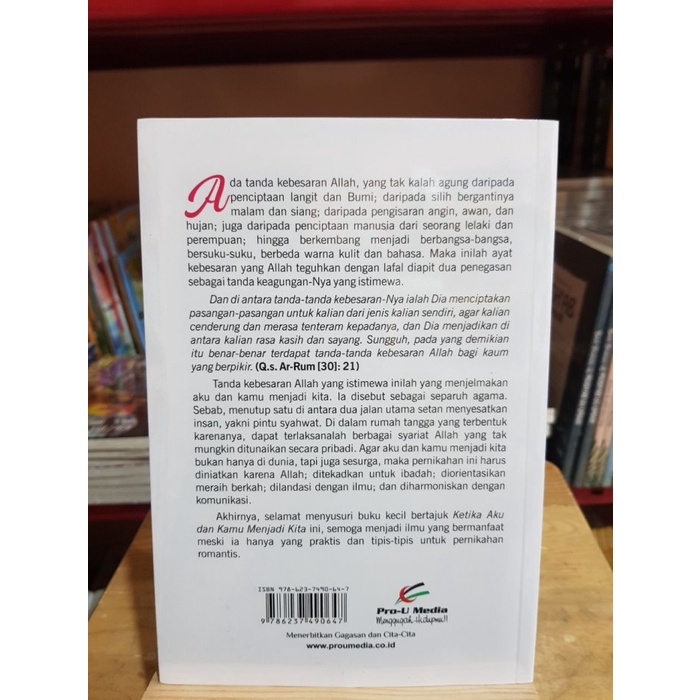 Ada tanda kebesaran Allah, yang tak kalah agung daripada
penciptaan langit dan Bumi; daripada silih bergantinya
malam dan siang; daripada pengisaran angin, awan, dan
hujan; juga daripada penciptaan manusia dari seorang lelaki dan
perempuan; hingga berkembang menjadi berbangsa-bangsa,
bersuku-suku, berbeda warna kulit dan bahasa. Maka inilah ayat
kebesaran yang Allah teguhkan dengan lafal diapit dua penegasan
sebagai tanda keagungan-Nya yang istimewa.
Dan di antara tanda-tanda kebesaran-Nya ialah Dia menciptakan
pasangan-pasangan untuk kalian dari jenis kalian sendiri, agar kalian
cenderung dan merasa tenteram kepadanya, dan Dia menjadikan di
antara kalian rasa kasih dan sayang. Sungguh, pada yang demikian
itu benar-benar terdapat tanda-tanda kebesaran Allah bagi kaum
yang berpikir. (Q.s. Ar-Rum [30]: 21)
Tanda kebesaran Allah yang istimewa inilah yang menjelmakan
aku dan kamu menjadi kita. Ia disebut sebagai separuh agama.
Sebab, menutup satu di antara dua jalan utama setan menyesatkan
insan, yakni pintu syahwat. Di dalam rumah tangga yang terbentuk
karenanya, dapat terlaksanalah berbagai syariat Allah yang tak
mungkin ditunaikan secara pribadi. Agar aku dan kamu menjadi kita
bukan hanya di dunia, tapi juga sesurga, maka pernikahan ini harus
diniatkan karena Allah; ditekadkan untuk ibadah; diorientasikan
meraih berkah; dilandasi dengan ilmu; dan diharmoniskan dengan
komunikasi.
Akhirnya, selamat menyusuri buku kecil bertajuk Ketika Aku
dan Kamu Menjadi Kita ini, semoga menjadi ilmu yang bermanfaat
meski ia hanya yang praktis dan tipis-tipis untuk pernikahan
romantis.
ISBN 978-623-7490-64-7
9 786237 490647
Pro-U Media
Menggugah Hidupmu!!
Menerbitkan Gagasan dan Cita-Cita
www.proumedia.co.id